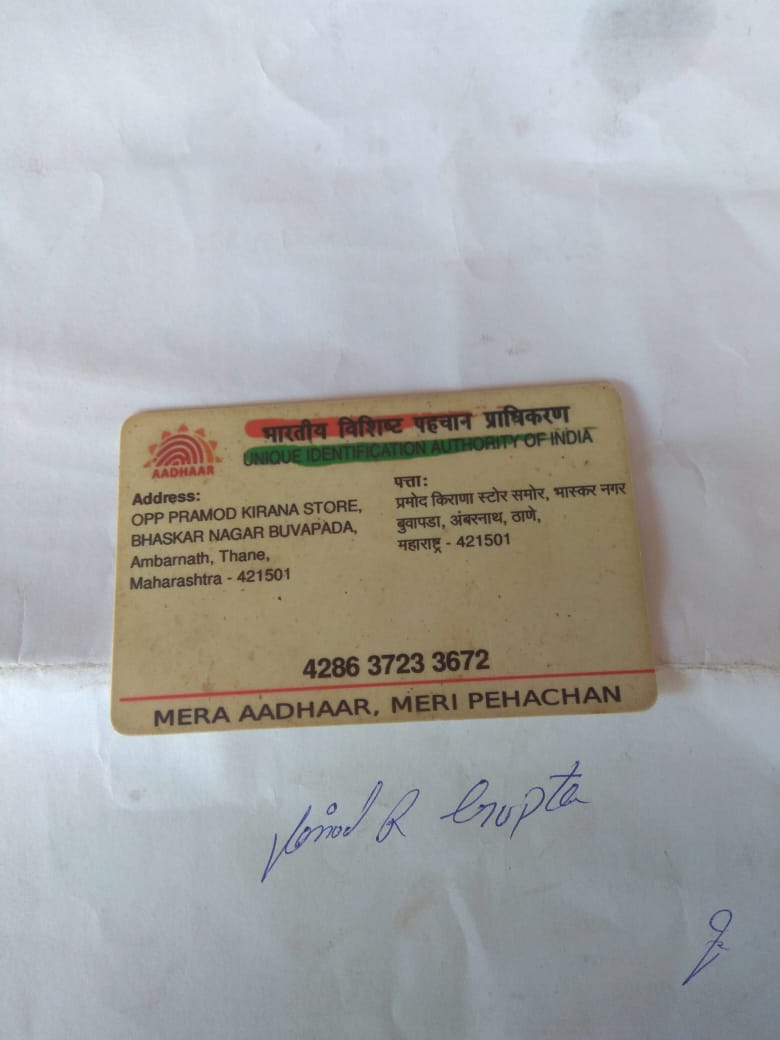 भारतीय विशिष्ट पहचान प्राधिकरण
UNIQUE IDENTIFICATION AUTHORITY OF INDIA
AADHAAR
Address:
OPP PRAMOD KIRANA STORE,
BHASKAR NAGAR BUVAPADA,
Ambarnath, Thane,
Maharashtra - 421501
पत्ता:
प्रमोद किराणा स्टोर समोर, भास्कर नगर
बुवापडा, अंबरनाथ, ठाणे,
महाराष्ट्र - 421501
4286 3723 3672
MERA AADHAAR, MERI PEHACHAN
R Gupta